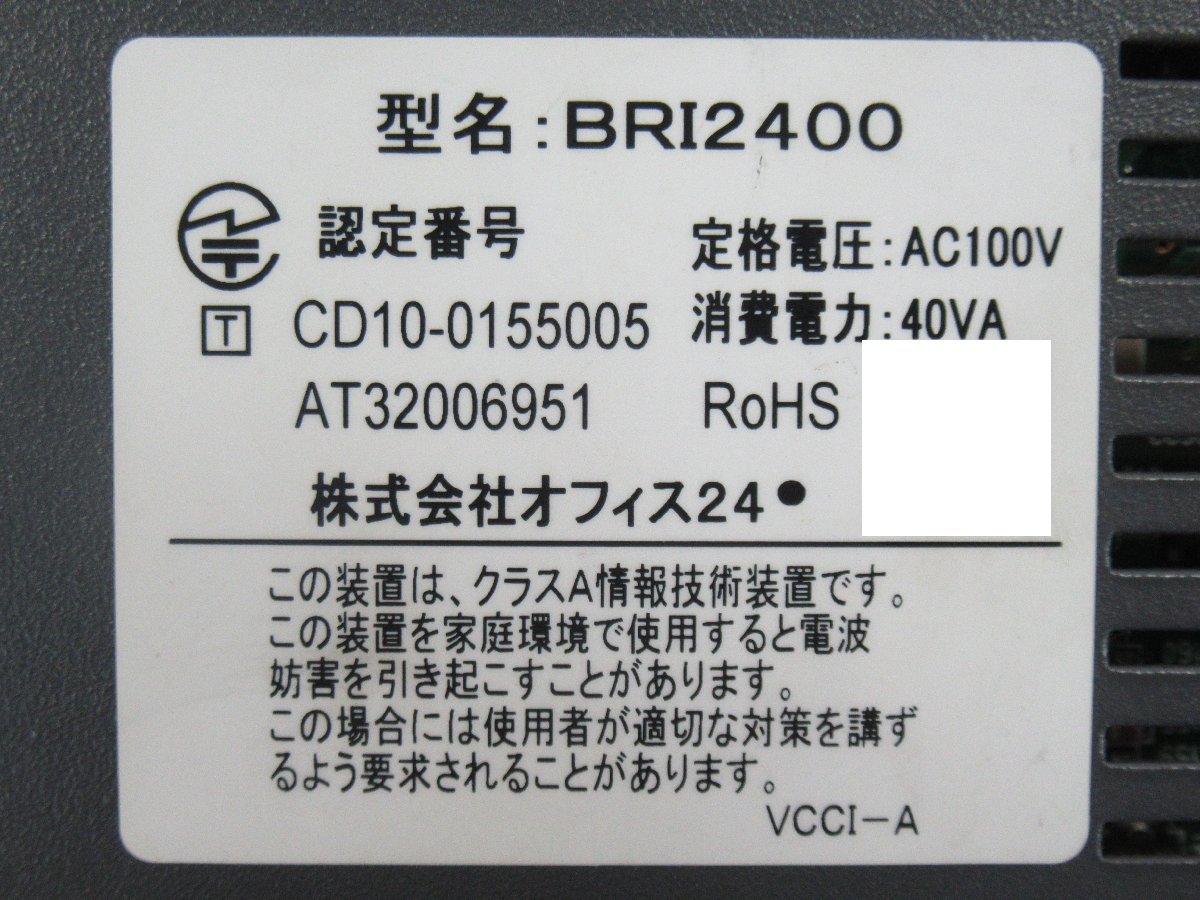 型名:BRI2400
認定番号
定格電圧:AC100V
T CD10-0155005
消費電力:40VA
AT32006951
RoHS
株式会社オフィス24●
この装置は、クラスA情報技術装置です。
この装置を家庭環境で使用すると電波
妨害を引き起こすことがあります。
この場合には使用者が適切な対策を講ず
るよう要求されることがあります。
VCCI-A